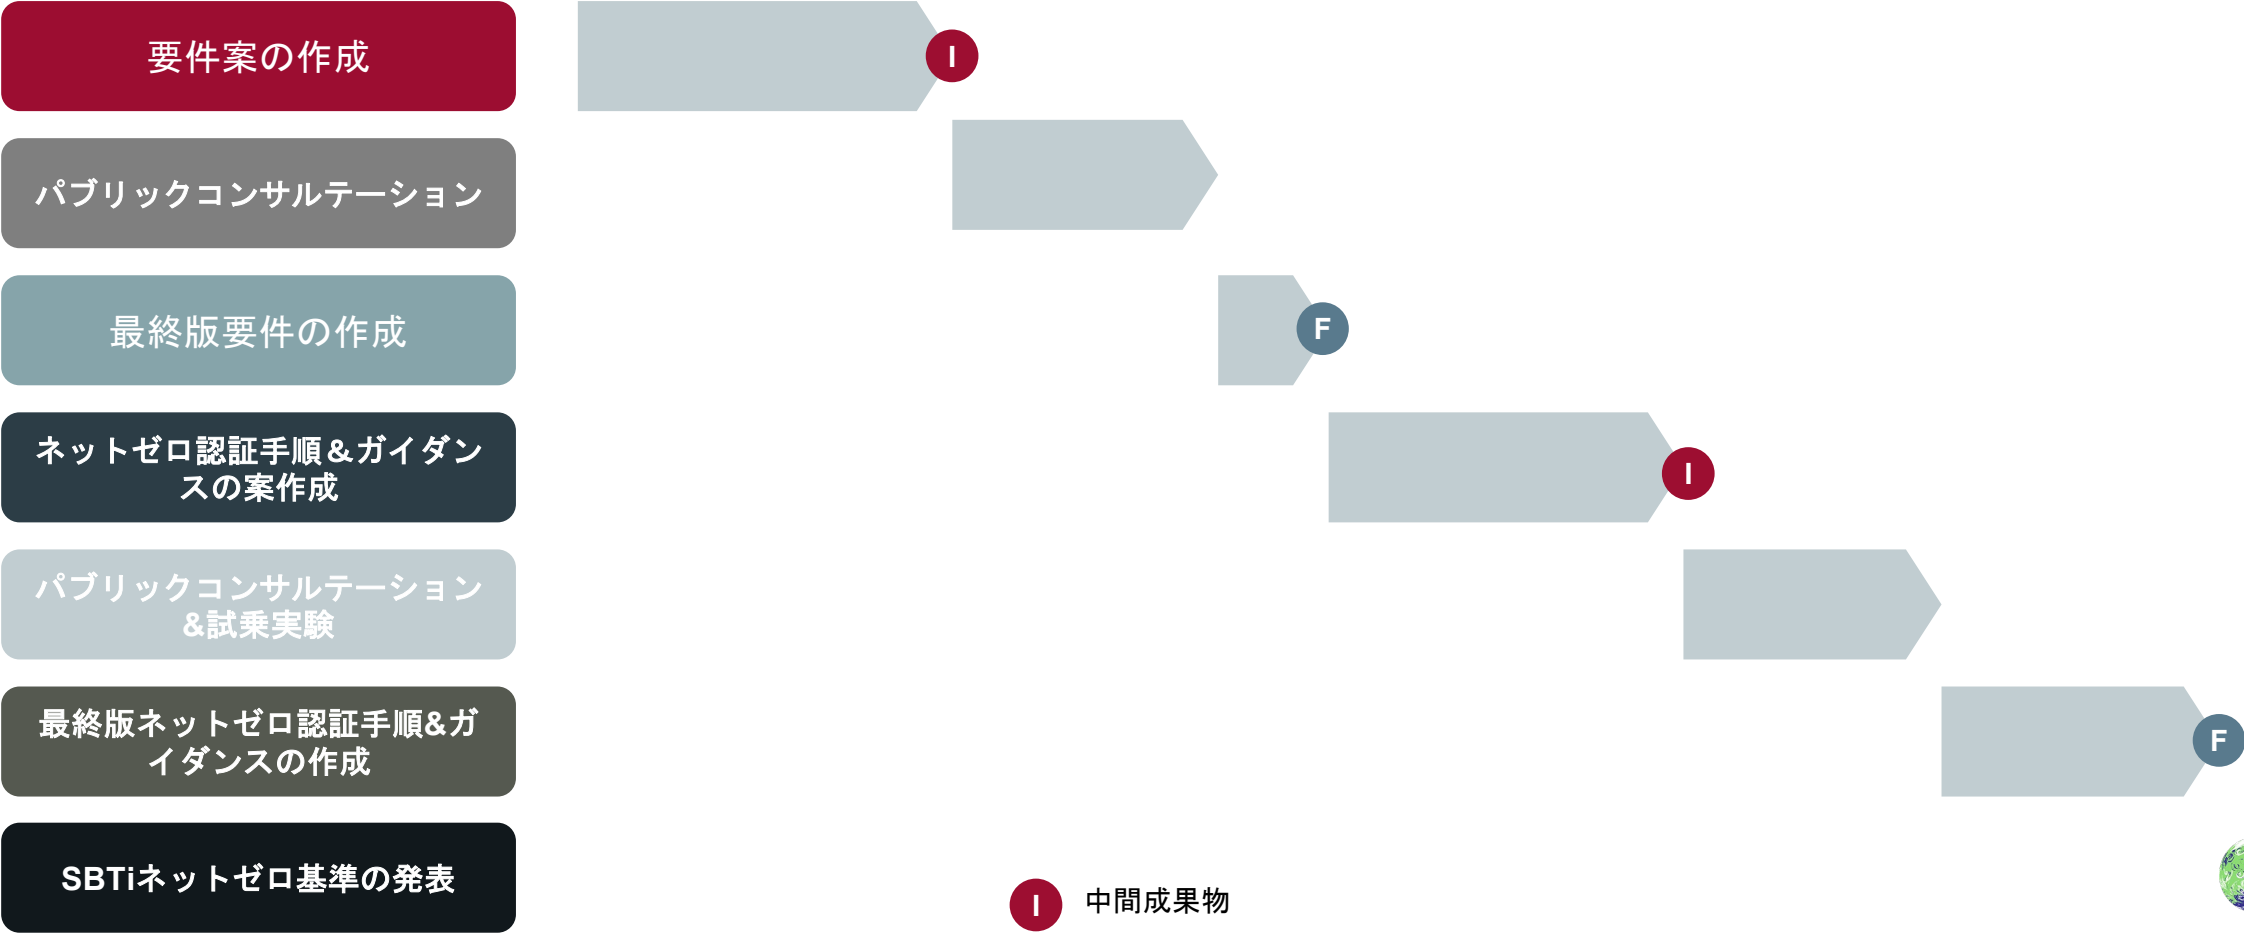 要件案の作成
I
パブリックコンサルテーション
最終版要件の作成
F
ネットゼロ認証手順＆ガイダン
スの案作成
I
パブリックコンサルテーション
&試乗実験
最終版ネットゼロ認証手順&ガ
イダンスの作成
F
SBTiネットゼロ基準の発表
I 中間成果物